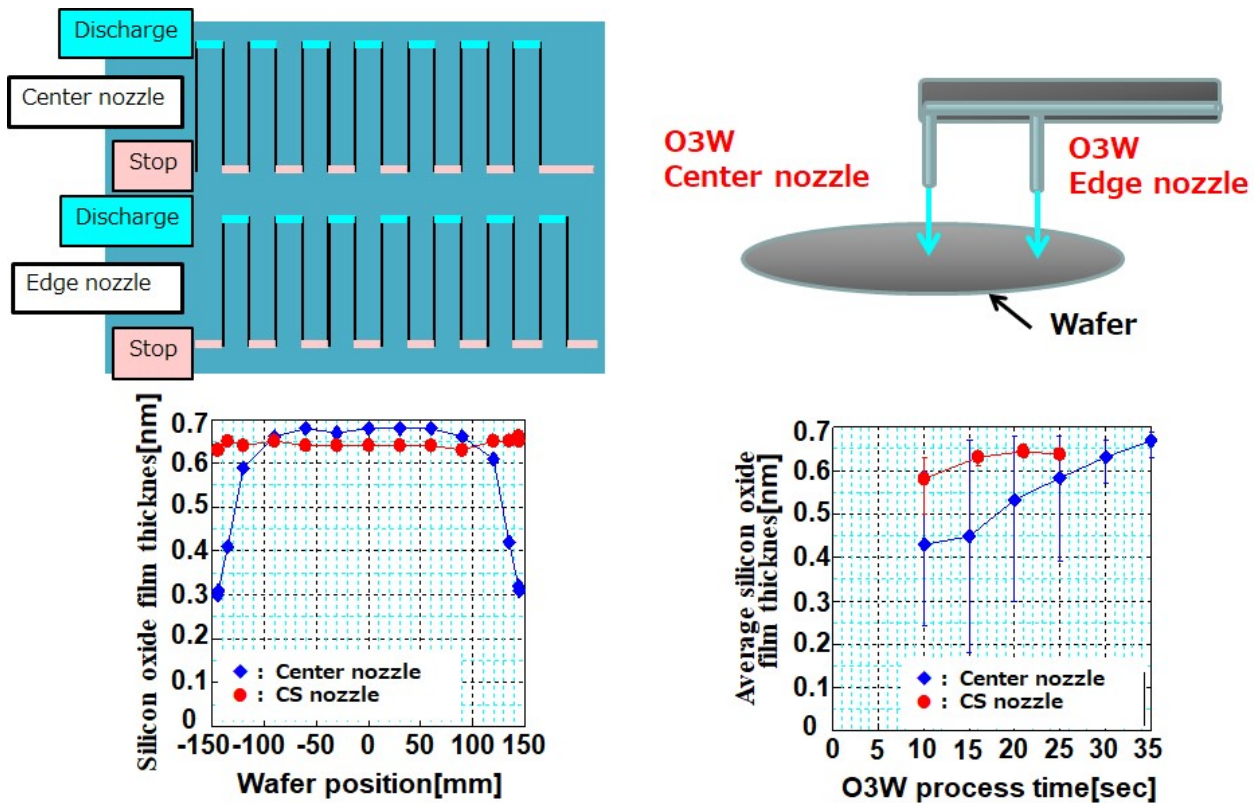 Discharge
Center nozzle
Stop
Discharge
Edge nozzle
Stop
O3W
Center nozzle
O3W
Edge nozzle
Wafer
Silicon oxide film thicknes[nm]
0.7
0.6
0.5
0.4
0.3
0.2
0.1
0
: Center nozzle
: CS nozzle
-150 -100 -50 0 50 100 150
Wafer position[mm]
Average silicon oxide
film thicknes[nm]
0.7
0.6
0.5
0.4
0.3
0.2
0.1
0
: Center nozzle
: CS nozzle
0 5 10 15 20 25 30 35
O3W process time[sec]